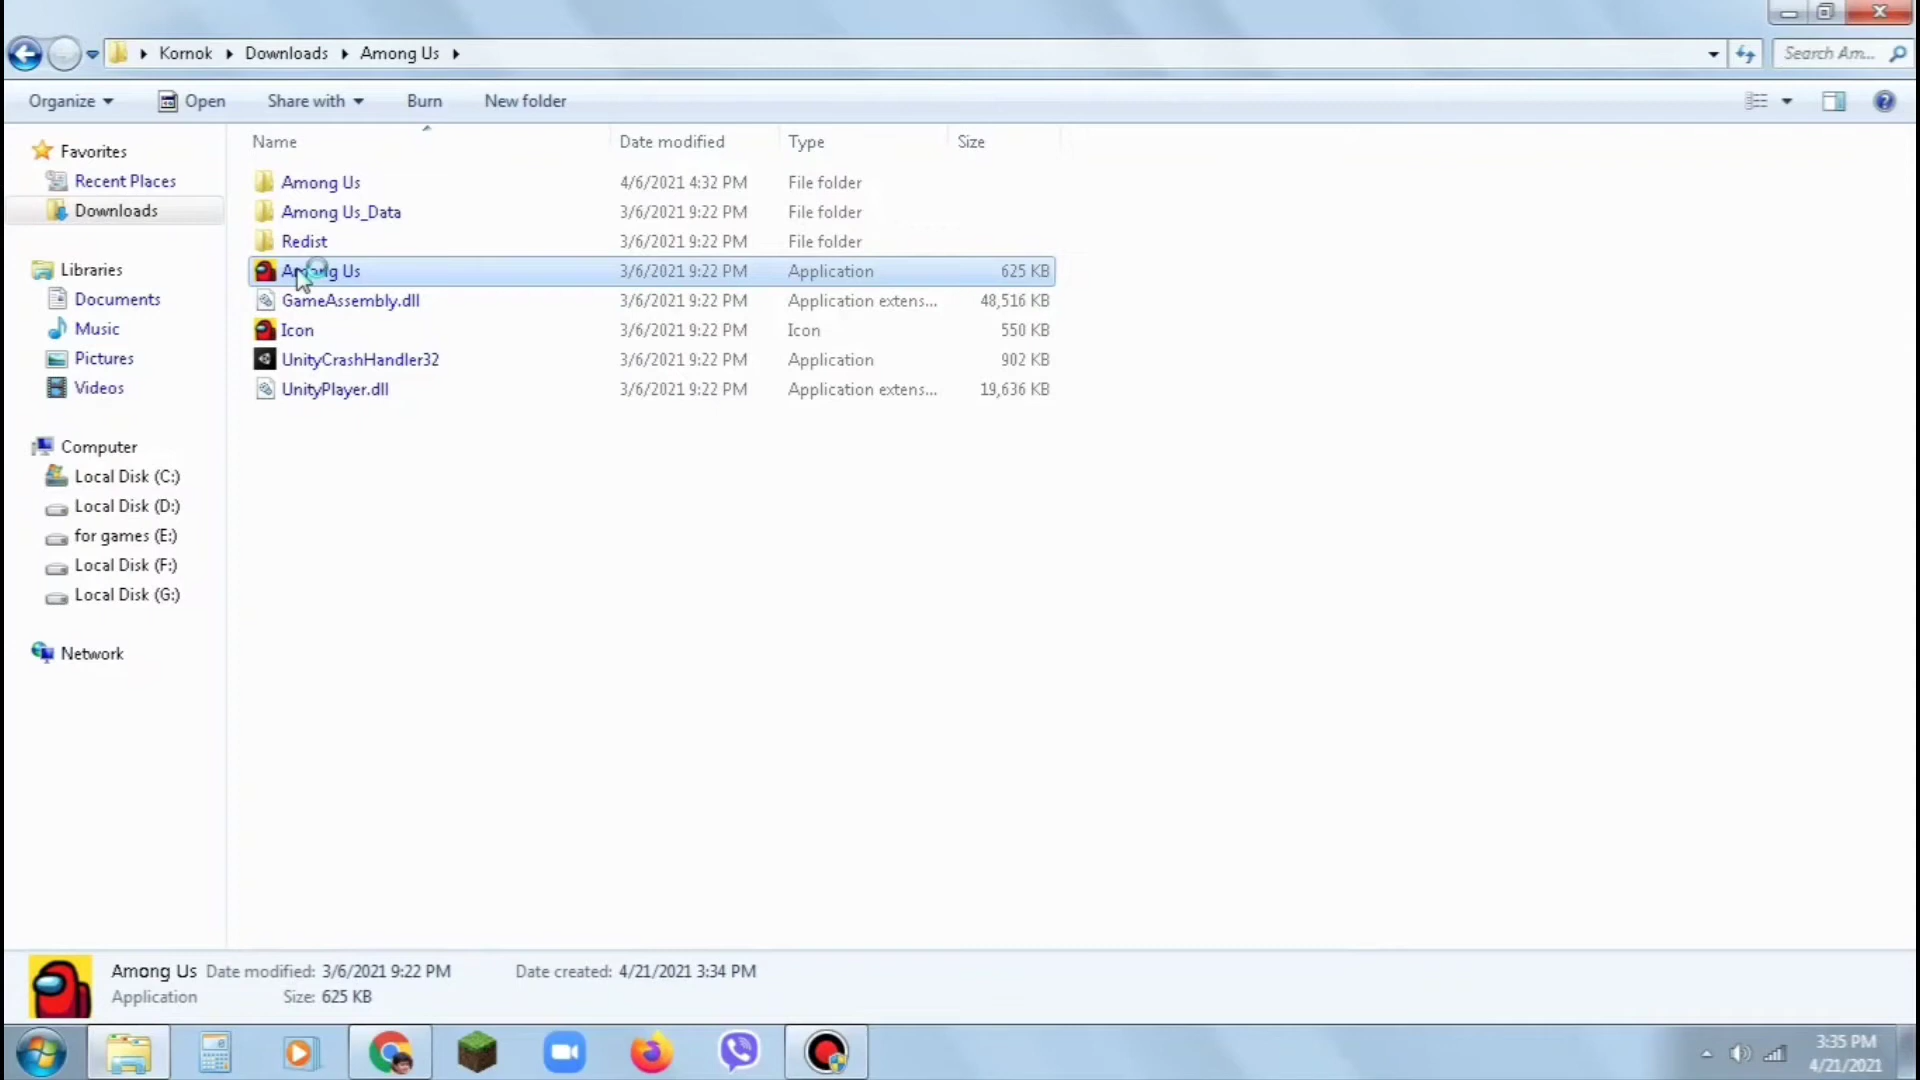 Kornok Downloads Among Us Search Am...
Organize Open Share with Burn New folder
Name Date modified Type Size
Favorites
Recent Places
Downloads
Libraries
Documents
Music
Pictures
Videos
Computer
Local Disk (C:)
Local Disk (D:)
for games (E:)
Local Disk (F:)
Local Disk (G:)
Network
Among Us 4/6/2021 4:32 PM File folder
Among Us_Data 3/6/2021 9:22 PM File folder
Redist 3/6/2021 9:22 PM File folder
Among Us 3/6/2021 9:22 PM Application 625 KB
GameAssembly.dll 3/6/2021 9:22 PM Application extens... 48,516 KB
Icon 3/6/2021 9:22 PM Icon 550 KB
UnityCrashHandler32 3/6/2021 9:22 PM Application 902 KB
UnityPlayer.dll 3/6/2021 9:22 PM Application extens... 19,636 KB
Among Us Date modified: 3/6/2021 9:22 PM Date created: 4/21/2021 3:34 PM
Application Size: 625 KB
3:35 PM
4/21/2021